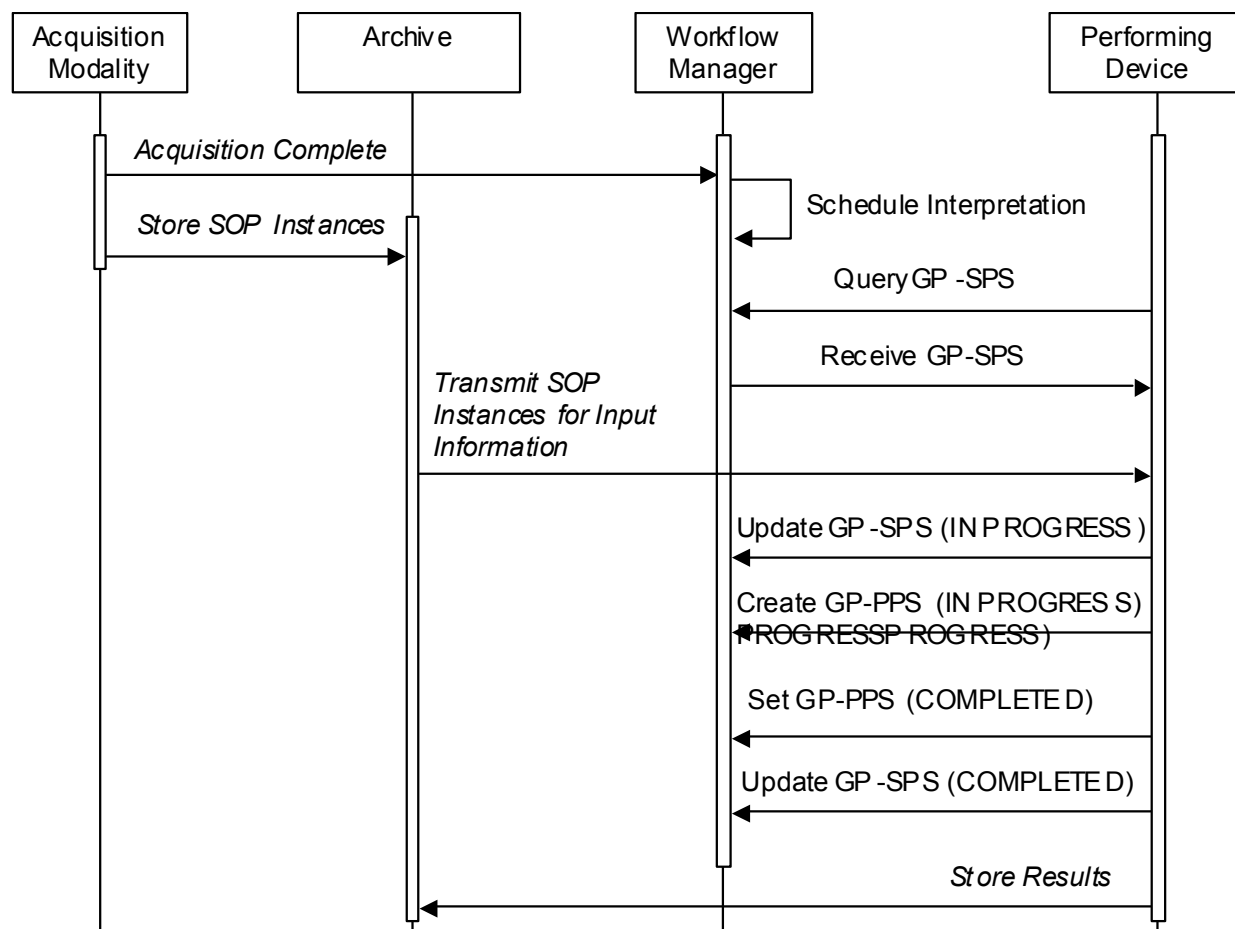 Acquisition
Modality
Archive
Workflow
Manager
Performing
Device
Acquisition Complete
Schedule Interpretation
Store SOP Instances
Query GP -SPS
Receive GP-SPS
Transmit SOP
Instances for Input
Information
Update GP -SPS (IN PROGRESS )
Create GP-PPS (IN PROGRESS)
PROGRESSPROGRESS)
Set GP-PPS (COMPLETED)
Update GP -SPS (COMPLETED)
Store Results